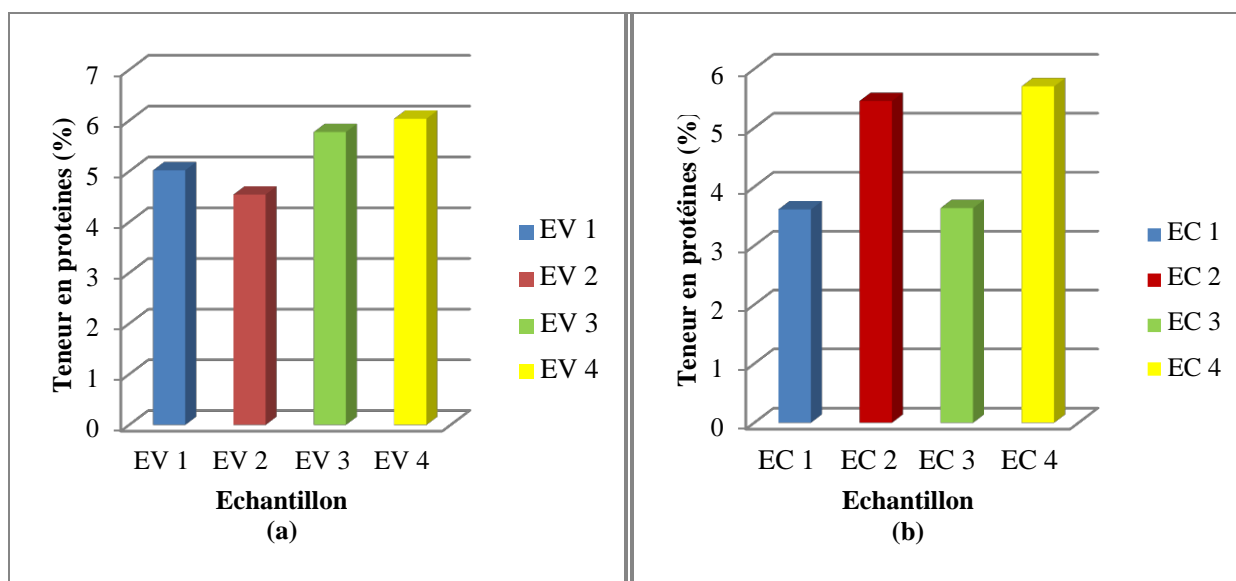 Teneur en proteines (%)
7
6
5
4
3
2
1
0
EV 1 EV 2 EV 3 EV 4
Echantillon
(a)
EV 1
EV 2
EV 3
EV 4
Teneur en protéines (%)
6
5
4
3
2
1
0
EC 1 EC 2 EC 3 EC 4
Echantillon
(b)
EC 1
EC 2
EC 3
EC 4